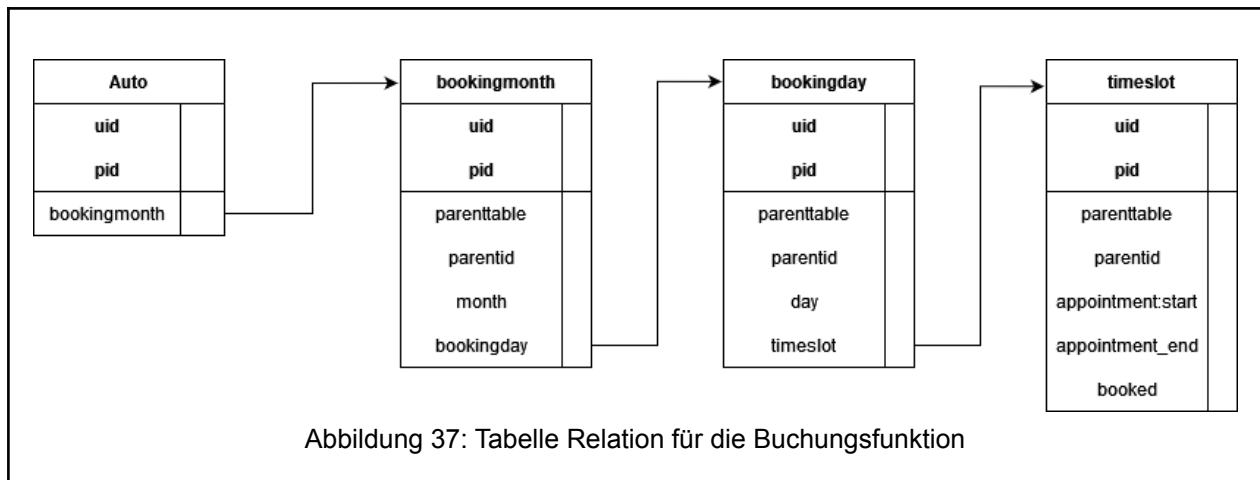 Auto
uid
pid
bookingmonth
bookingmonth
uid
pid
parenttable
parentid
month
bookingday
bookingday
uid
pid
parenttable
parentid
day
timeslot
timeslot
uid
pid
parenttable
parentid
appointment:start
appointment_end
booked
Abbildung 37: Tabelle Relation für die Buchungsfunktion